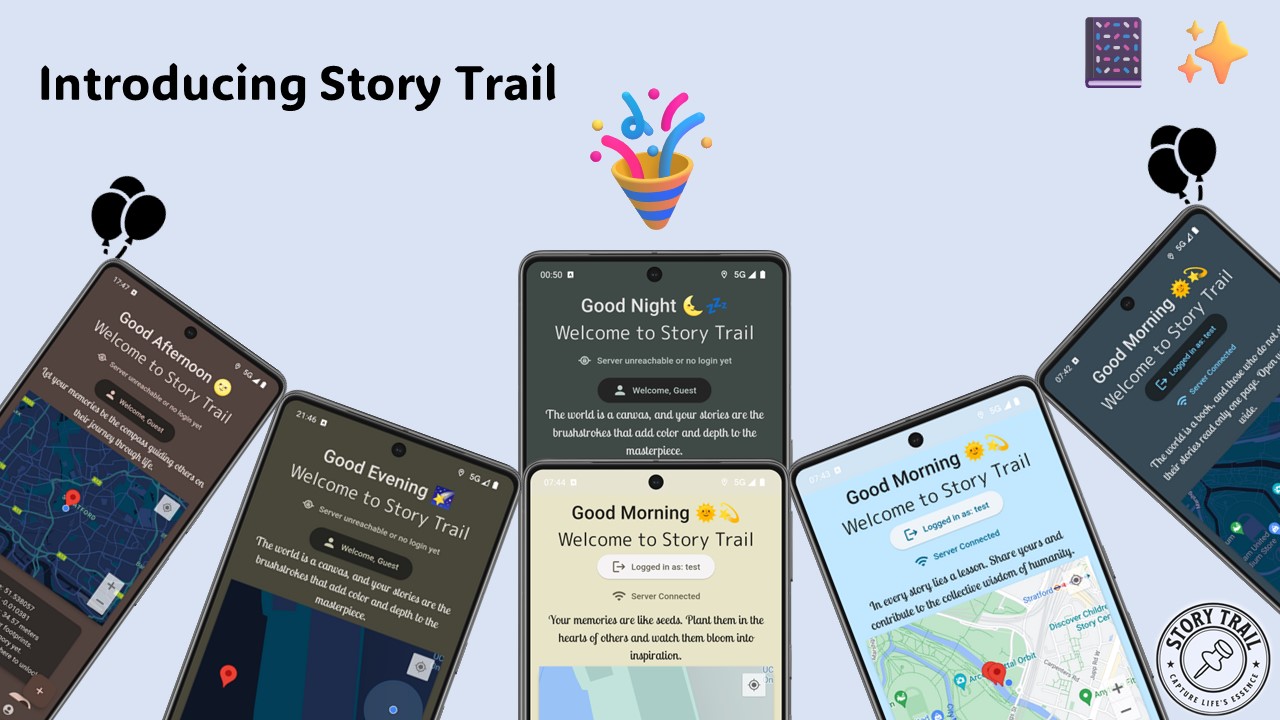 Introducing Story Trail
17:47
5G
Good Afternoon
Welcome to Story Trail
Server unreachable or no login yet
Welcome, Guest
Let your memories be the compass guiding others on
their journey through life.
21:46
5G
Good Evening
Welcome to Story Trail
Server unreachable or no login yet
Welcome, Guest
The world is a canvas, and your stories are the
brushstrokes that add color and depth to the
masterpiece.
00:50
5G
Good Night
Welcome to Story Trail
Server unreachable or no login yet
Welcome, Guest
The world is a canvas, and your stories are the
brushstrokes that add color and depth to the
masterpiece.
07:44
5G
Good Morning
Welcome to Story Trail
Logged in as: test
Server Connected
Your memories are like seeds. Plant them in the
hearts of others and watch them bloom into
inspiration.
07:43
5G
Good Morning
Welcome to Story Trail
Logged in as: test
Server Connected
In every story lies a lesson. Share yours and
contribute to the collective wisdom of humanity.
Stratford
Discover Children
Story Cen
Carpenters Rd
Orbit
07:42
5G
Good Morning
Welcome to Story Trail
Logged in as: test
Server Connected
The world is a book, and those who do not
their stories read only one page. Open
wide.
STORY TRAIL
CAPTURE LIFE'S ESSENCE